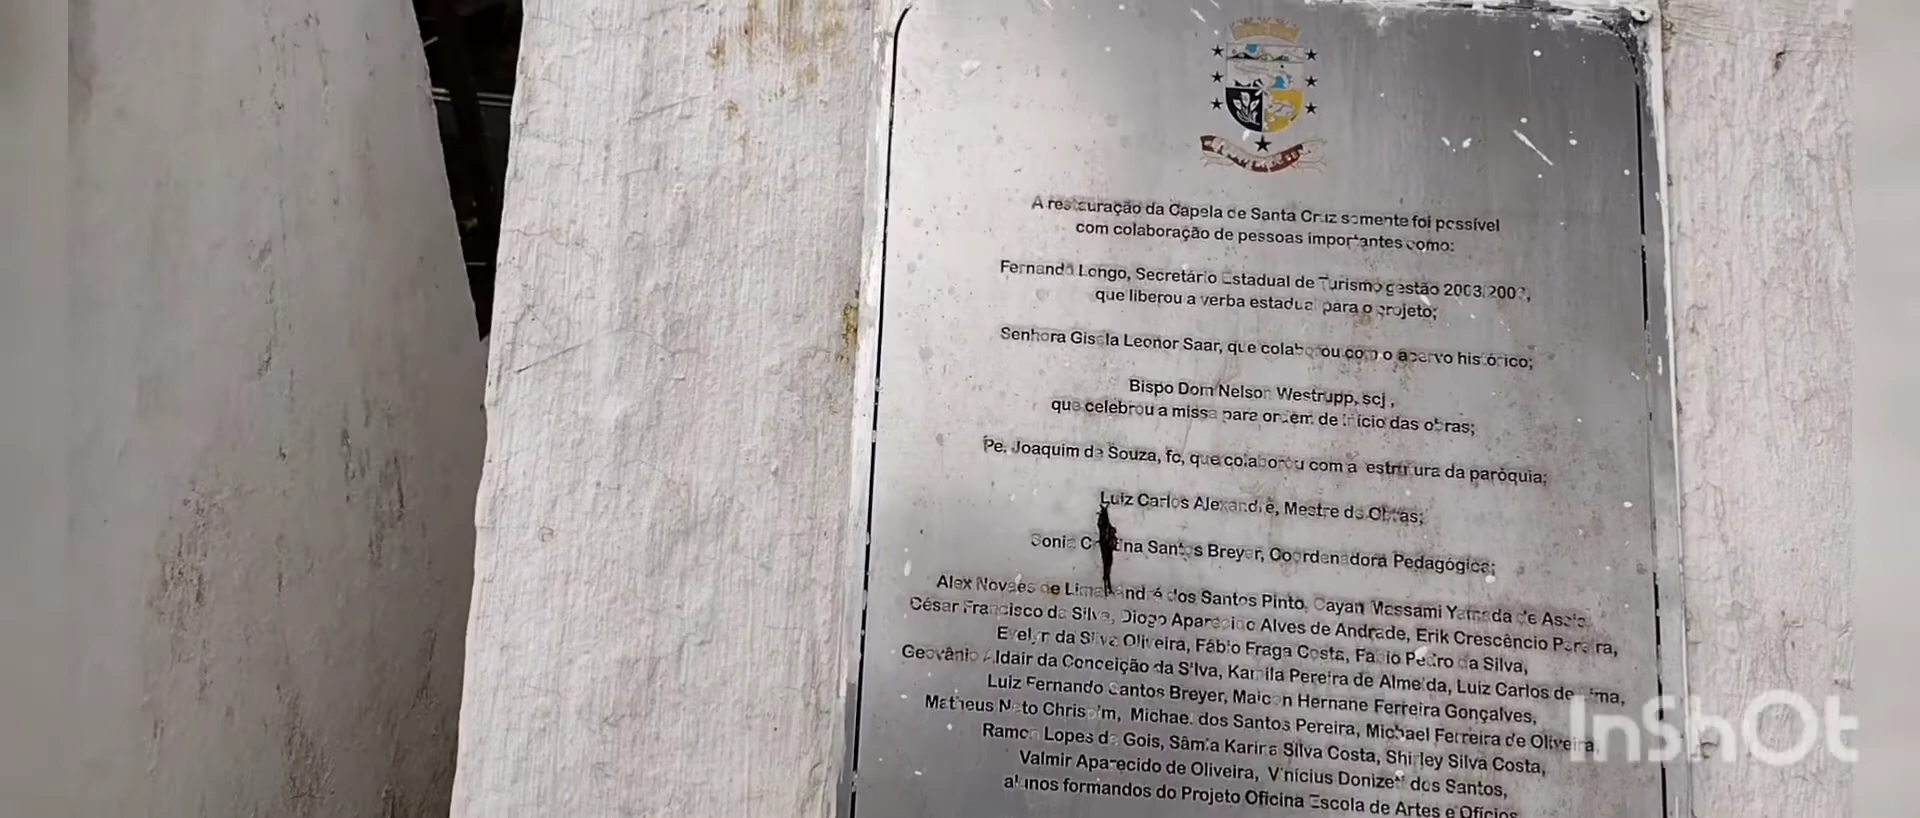 A restauração da Capela de Santa Cruz somente foi possível
com colaboração de pessoas importantes como:
Fernando Longo, Secretário Estadual de Turismo gestão
que liberou a verba estadual para o projeto;
Senhora Gisela Leonor Saar, que colaborou com o acervo histórico;
Bispo Dom Nelson Westrupp, scj,
que celebrou a missa para ordem de início das obras;
Pe. Joaquim de Souza, fc, que colaborou com a estrutura da paróquia;
Luiz Carlos Alexandre, Mestre de Obras;
Sonia Cristina Santos Breyer, Coordenadora Pedagógica;
Alex Novaes de Lima, André dos Santos Pinto, Cayan Massami Yamada de Assis,
César Francisco da Silva, Diogo Aparecido Alves de Andrade, Erik Crescêncio Pereira,
Evelyn da Silva Oliveira, Fábio Fraga Costa, Fabio Pedro da Silva,
Geovânio Aldair da Conceição da Silva, Kamila Pereira de Almeida, Luiz Carlos de Lima,
Luiz Fernando Santos Breyer, Maicon Hernane Ferreira Gonçalves,
Matheus Neto Chrispim, Michael dos Santos Pereira, Michael Ferreira de Oliveira,
Ramon Lopes de Gois, Sâmia Karina Silva Costa, Shirley Silva Costa,
Valmir Aparecido de Oliveira, Vinícius Donizeti dos Santos,
alunos formandos do Projeto Oficina Escola de Artes e Ofícios
InShOt